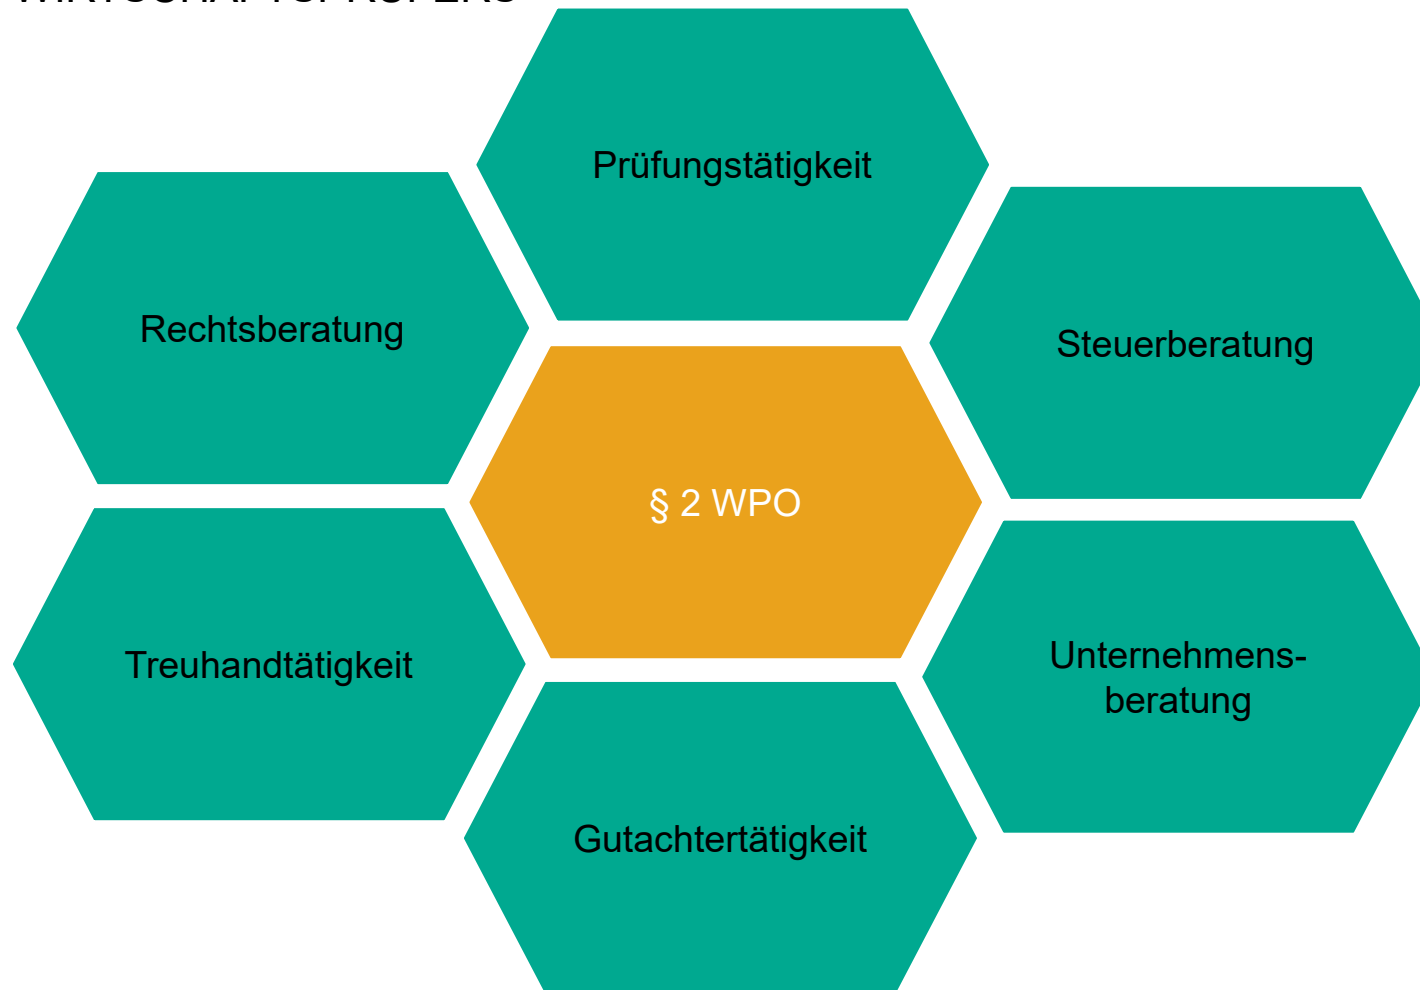 Prüfungstätigkeit
Rechtsberatung
Steuerberatung
§ 2 WPO
Treuhandtätigkeit
Unternehmens-
beratung
Gutachtertätigkeit